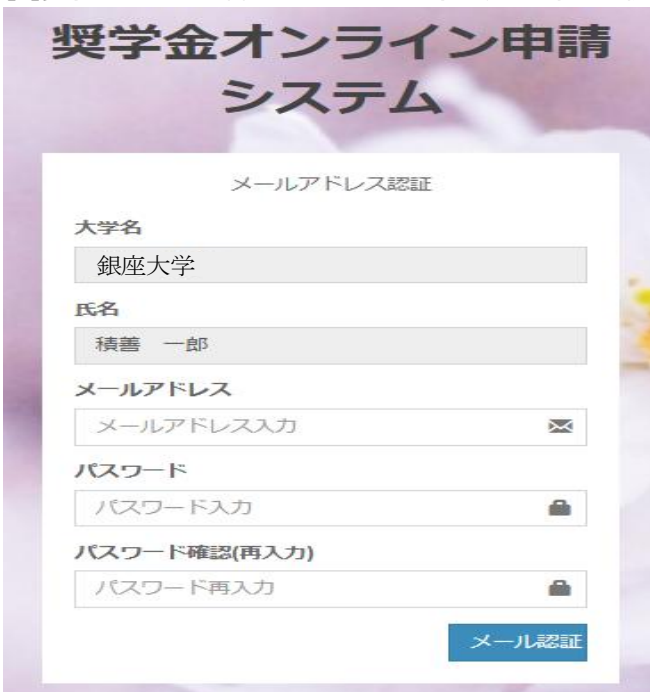 奨学金オンライン申請
システム
メールアドレス認証
大学名
銀座大学
氏名
積善　一郎
メールアドレス
メールアドレス入力
パスワード
パスワード入力
パスワード確認(再入力)
パスワード再入力
メール認証